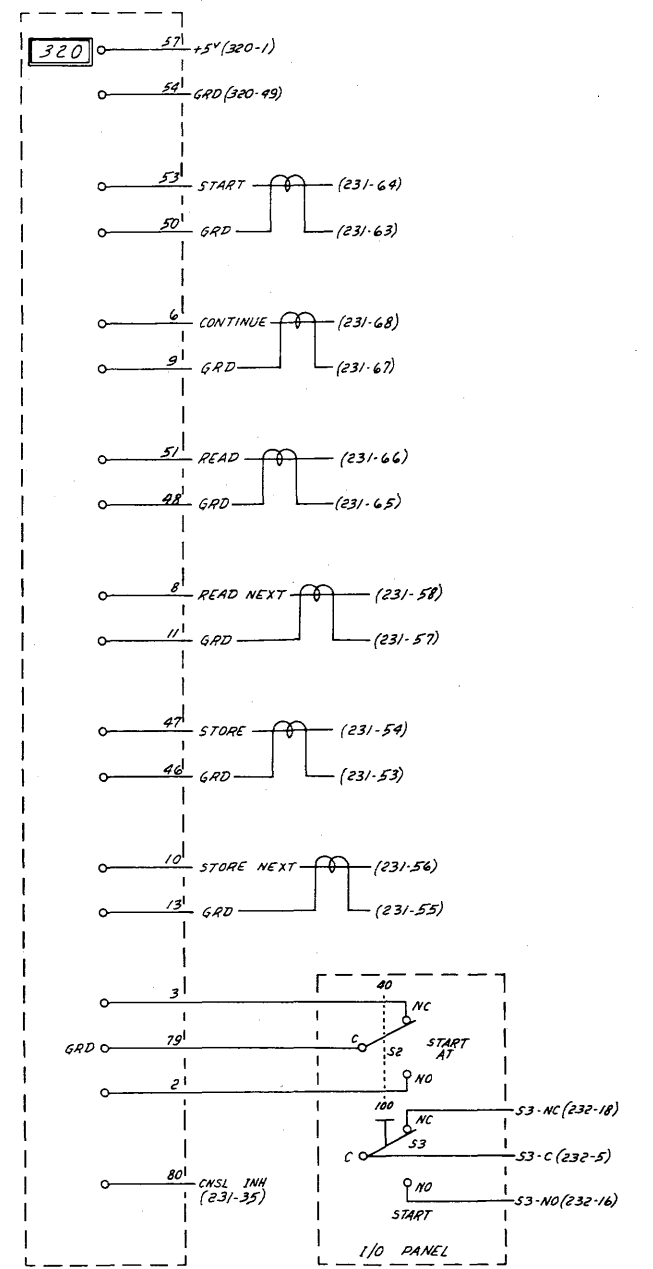 320 57 +5V (320-1)
54 GRD (320-49)
53 START (231-64)
50 GRD (231-63)
6 CONTINUE (231-68)
9 GRD (231-67)
51 READ (231-66)
48 GRD (231-65)
8 READ NEXT (231-58)
11 GRD (231-57)
47 STORE (231-54)
46 GRD (231-53)
10 STORE NEXT (231-56)
13 GRD (231-55)
3 40 NC
GRD 79 C S2 START
AT
2 NO
100
NC S3-NC (232-18)
C S3 S3-C (232-5)
80 CNSL INH NO
(231-35) S3-NO (232-16)
START
I/O PANEL